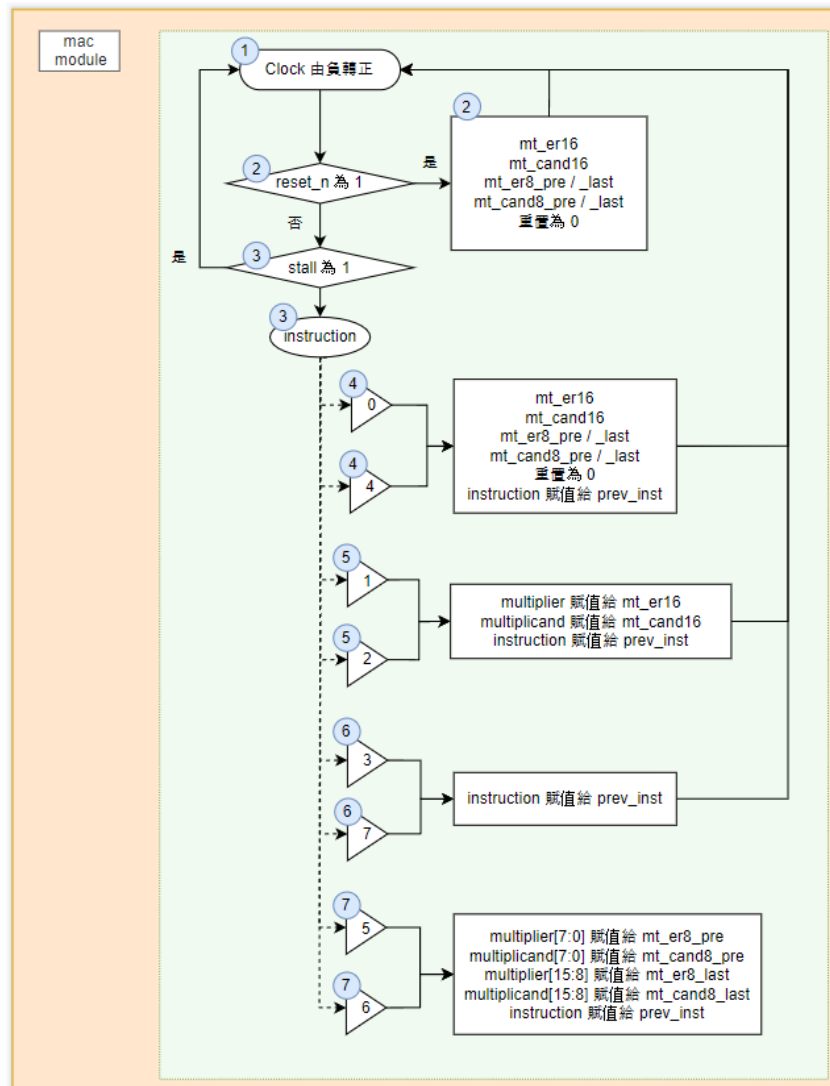 mac
module
1
Clock 由負轉正
2
reset_n 為 1
是
2
mt_er16
mt_cand16
mt_er8_pre / _last
mt_cand8_pre / _last
重置為 0
否
是
3
stall 為 1
3
instruction
4
0
4
4
mt_er16
mt_cand16
mt_er8_pre / _last
mt_cand8_pre / _last
重置為 0
instruction 賦值給 prev_inst
5
1
5
2
multiplier 賦值給 mt_er16
multiplicand 賦值給 mt_cand16
instruction 賦值給 prev_inst
6
3
6
7
instruction 賦值給 prev_inst
7
5
7
6
multiplier[7:0] 賦值給 mt_er8_pre
multiplicand[7:0] 賦值給 mt_cand8_pre
multiplier[15:8] 賦值給 mt_er8_last
multiplicand[15:8] 賦值給 mt_cand8_last
instruction 賦值給 prev_inst